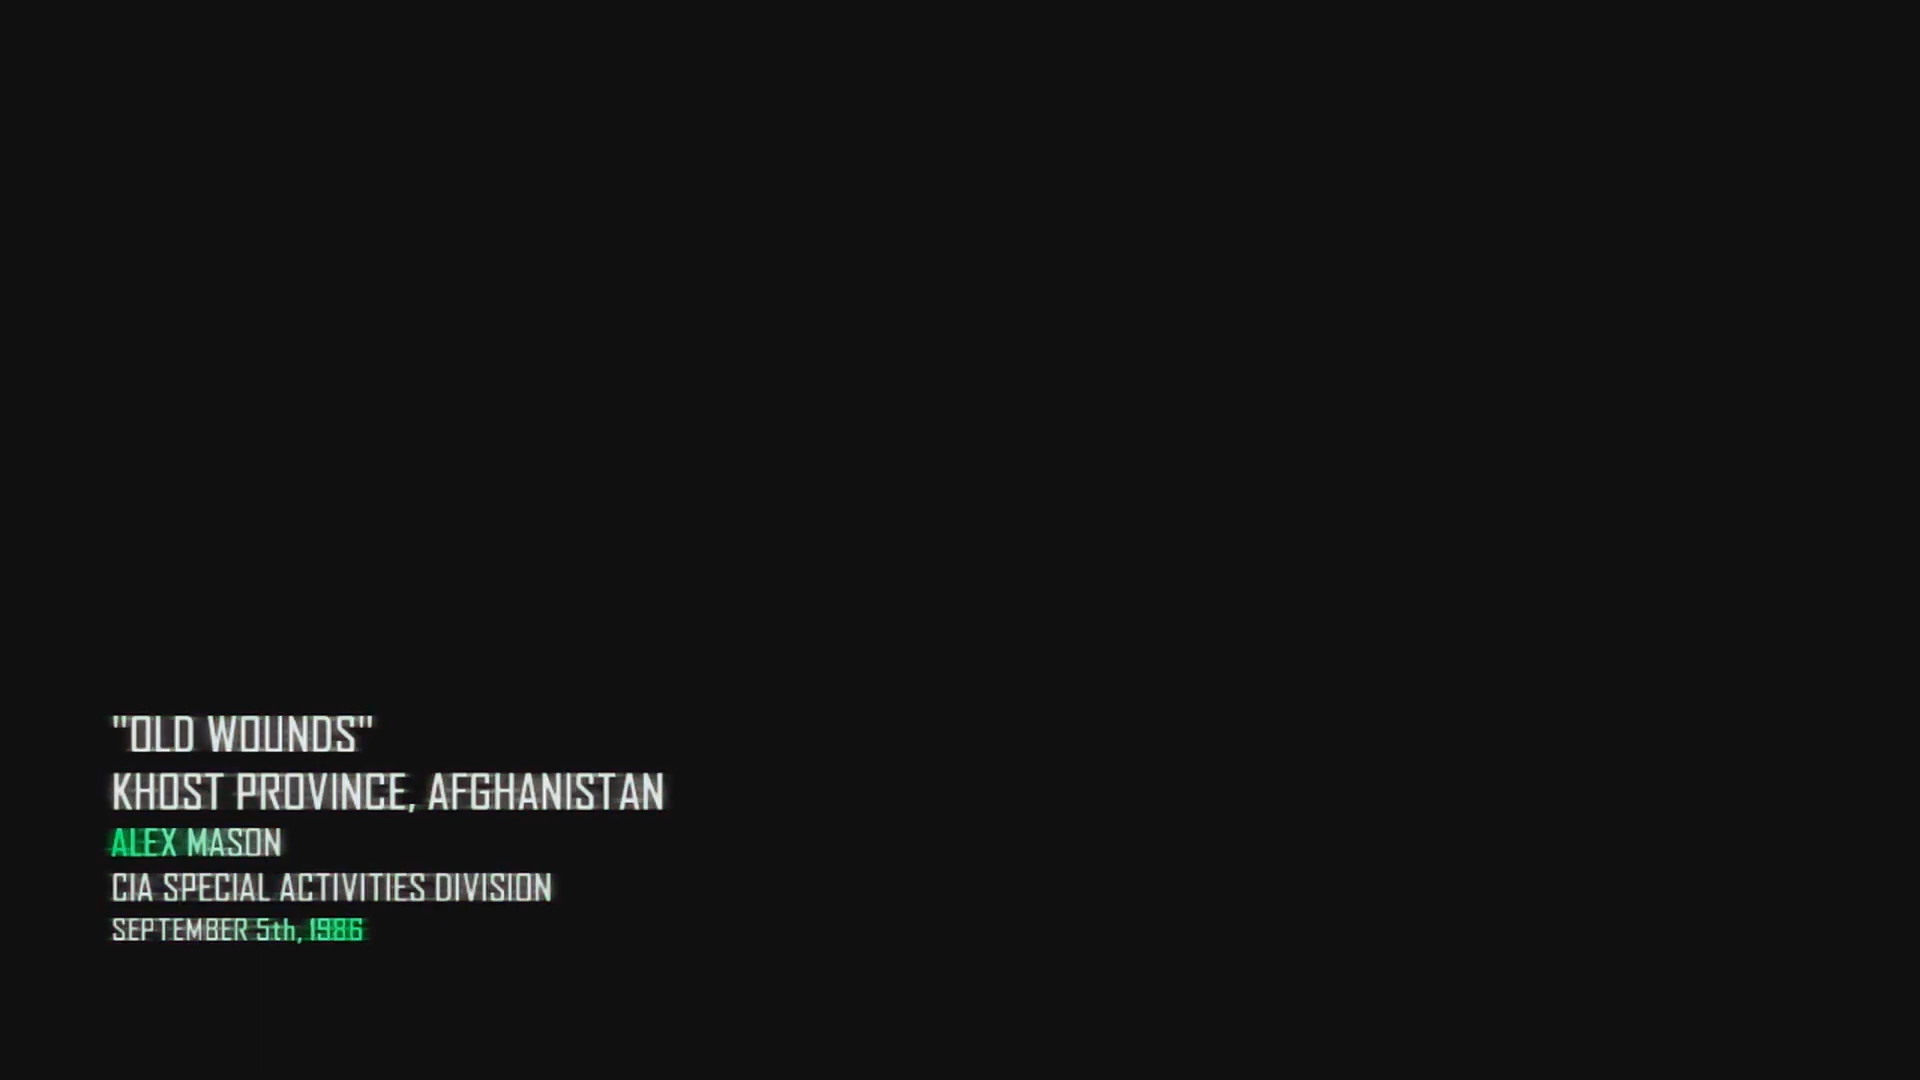 "OLD WOUNDS"
KHOST PROVINCE, AFGHANISTAN
ALEX MASON
CIA SPECIAL ACTIVITIES DIVISION
SEPTEMBER 5th, 1986